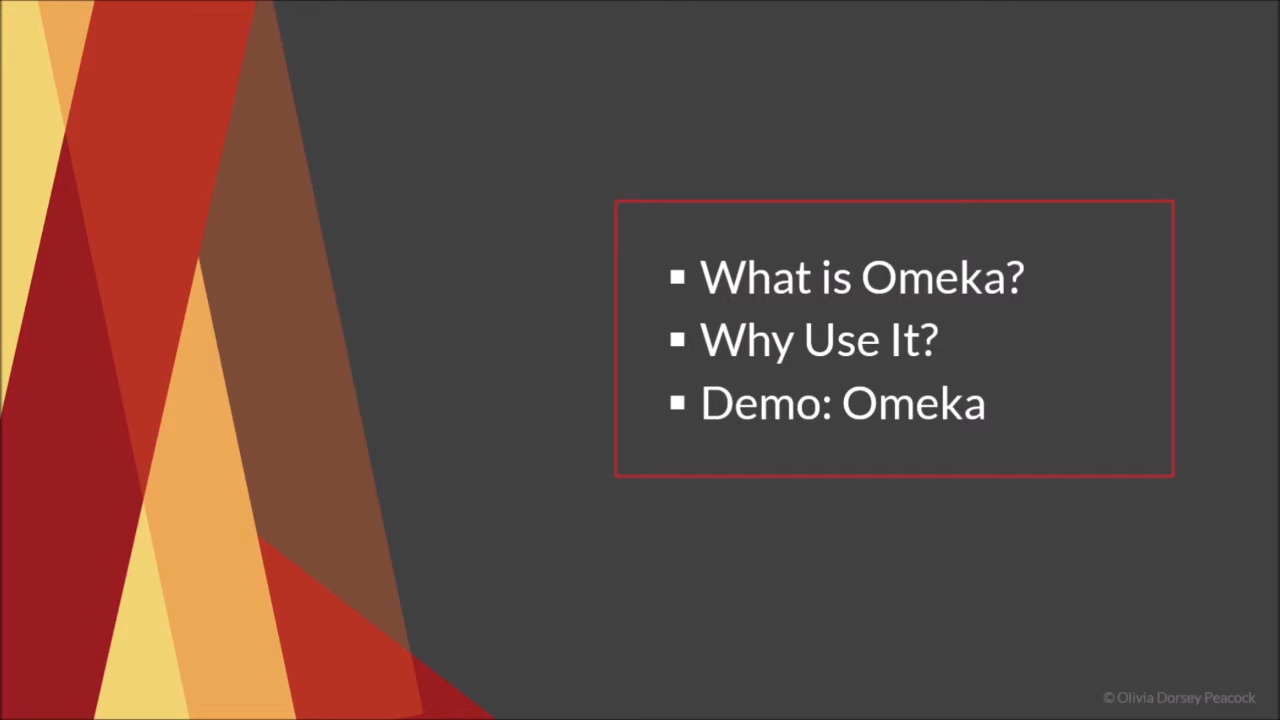 ▪ What is Omeka?
▪ Why Use It?
▪ Demo: Omeka
© Olivia Dorsey Peacock